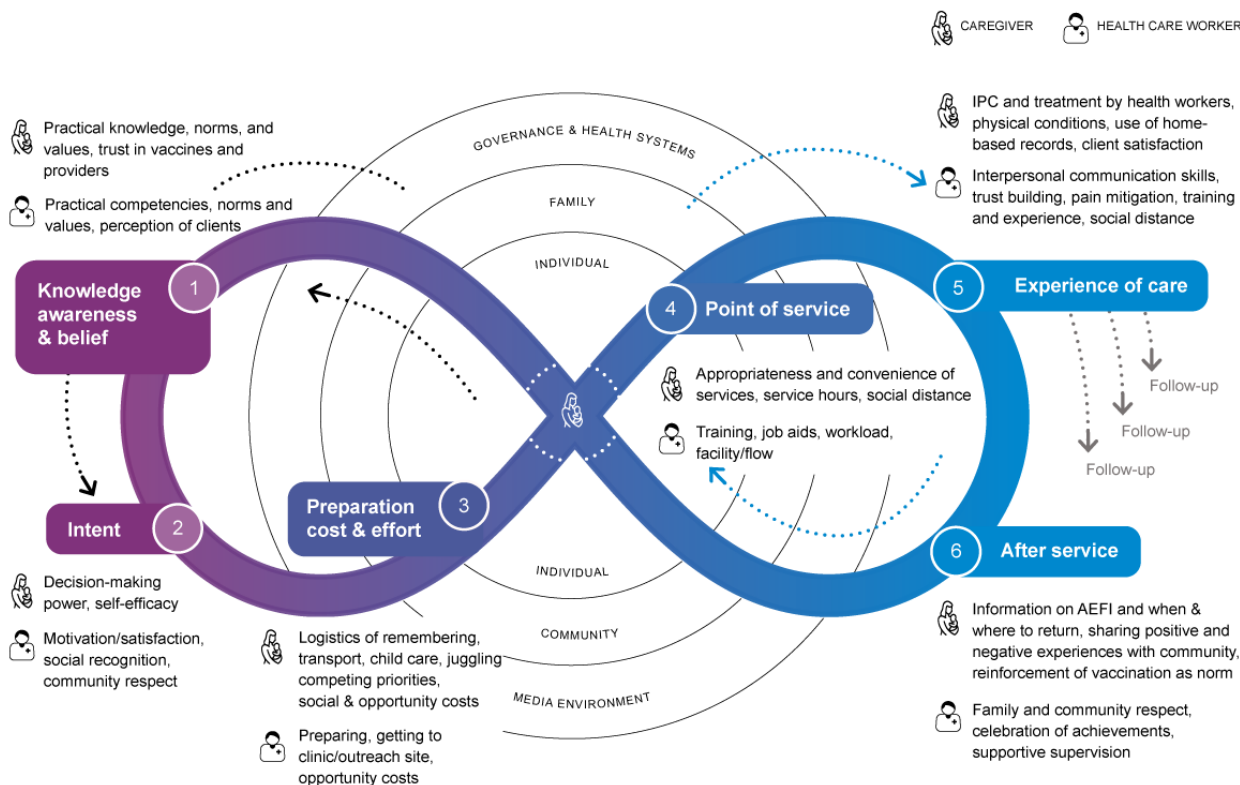 CAREGIVER
HEALTH CARE WORKER
Practical knowledge, norms, and
values, trust in vaccines and
providers
Practical competencies, norms and
values, perception of clients
GOVERNANCE & HEALTH SYSTEMS
FAMILY
INDIVIDUAL
IPC and treatment by health workers,
physical conditions, use of home-
based records, client satisfaction
Interpersonal communication skills,
trust building, pain mitigation, training
and experience, social distance
1
Knowledge
awareness
& belief
4
Point of service
5
Experience of care
Appropriateness and convenience of
services, service hours, social distance
Training, job aids, workload,
facility/flow
Follow-up
Follow-up
Follow-up
Intent
2
Decision-making
power, self-efficacy
Motivation/satisfaction,
social recognition,
community respect
Preparation
cost & effort
3
Logistics of remembering,
transport, child care, juggling
competing priorities,
social & opportunity costs
Preparing, getting to
clinic/outreach site,
opportunity costs
INDIVIDUAL
COMMUNITY
MEDIA ENVIRONMENT
6
After service
Information on AEFI and when &
where to return, sharing positive and
negative experiences with community,
reinforcement of vaccination as norm
Family and community respect,
celebration of achievements,
supportive supervision